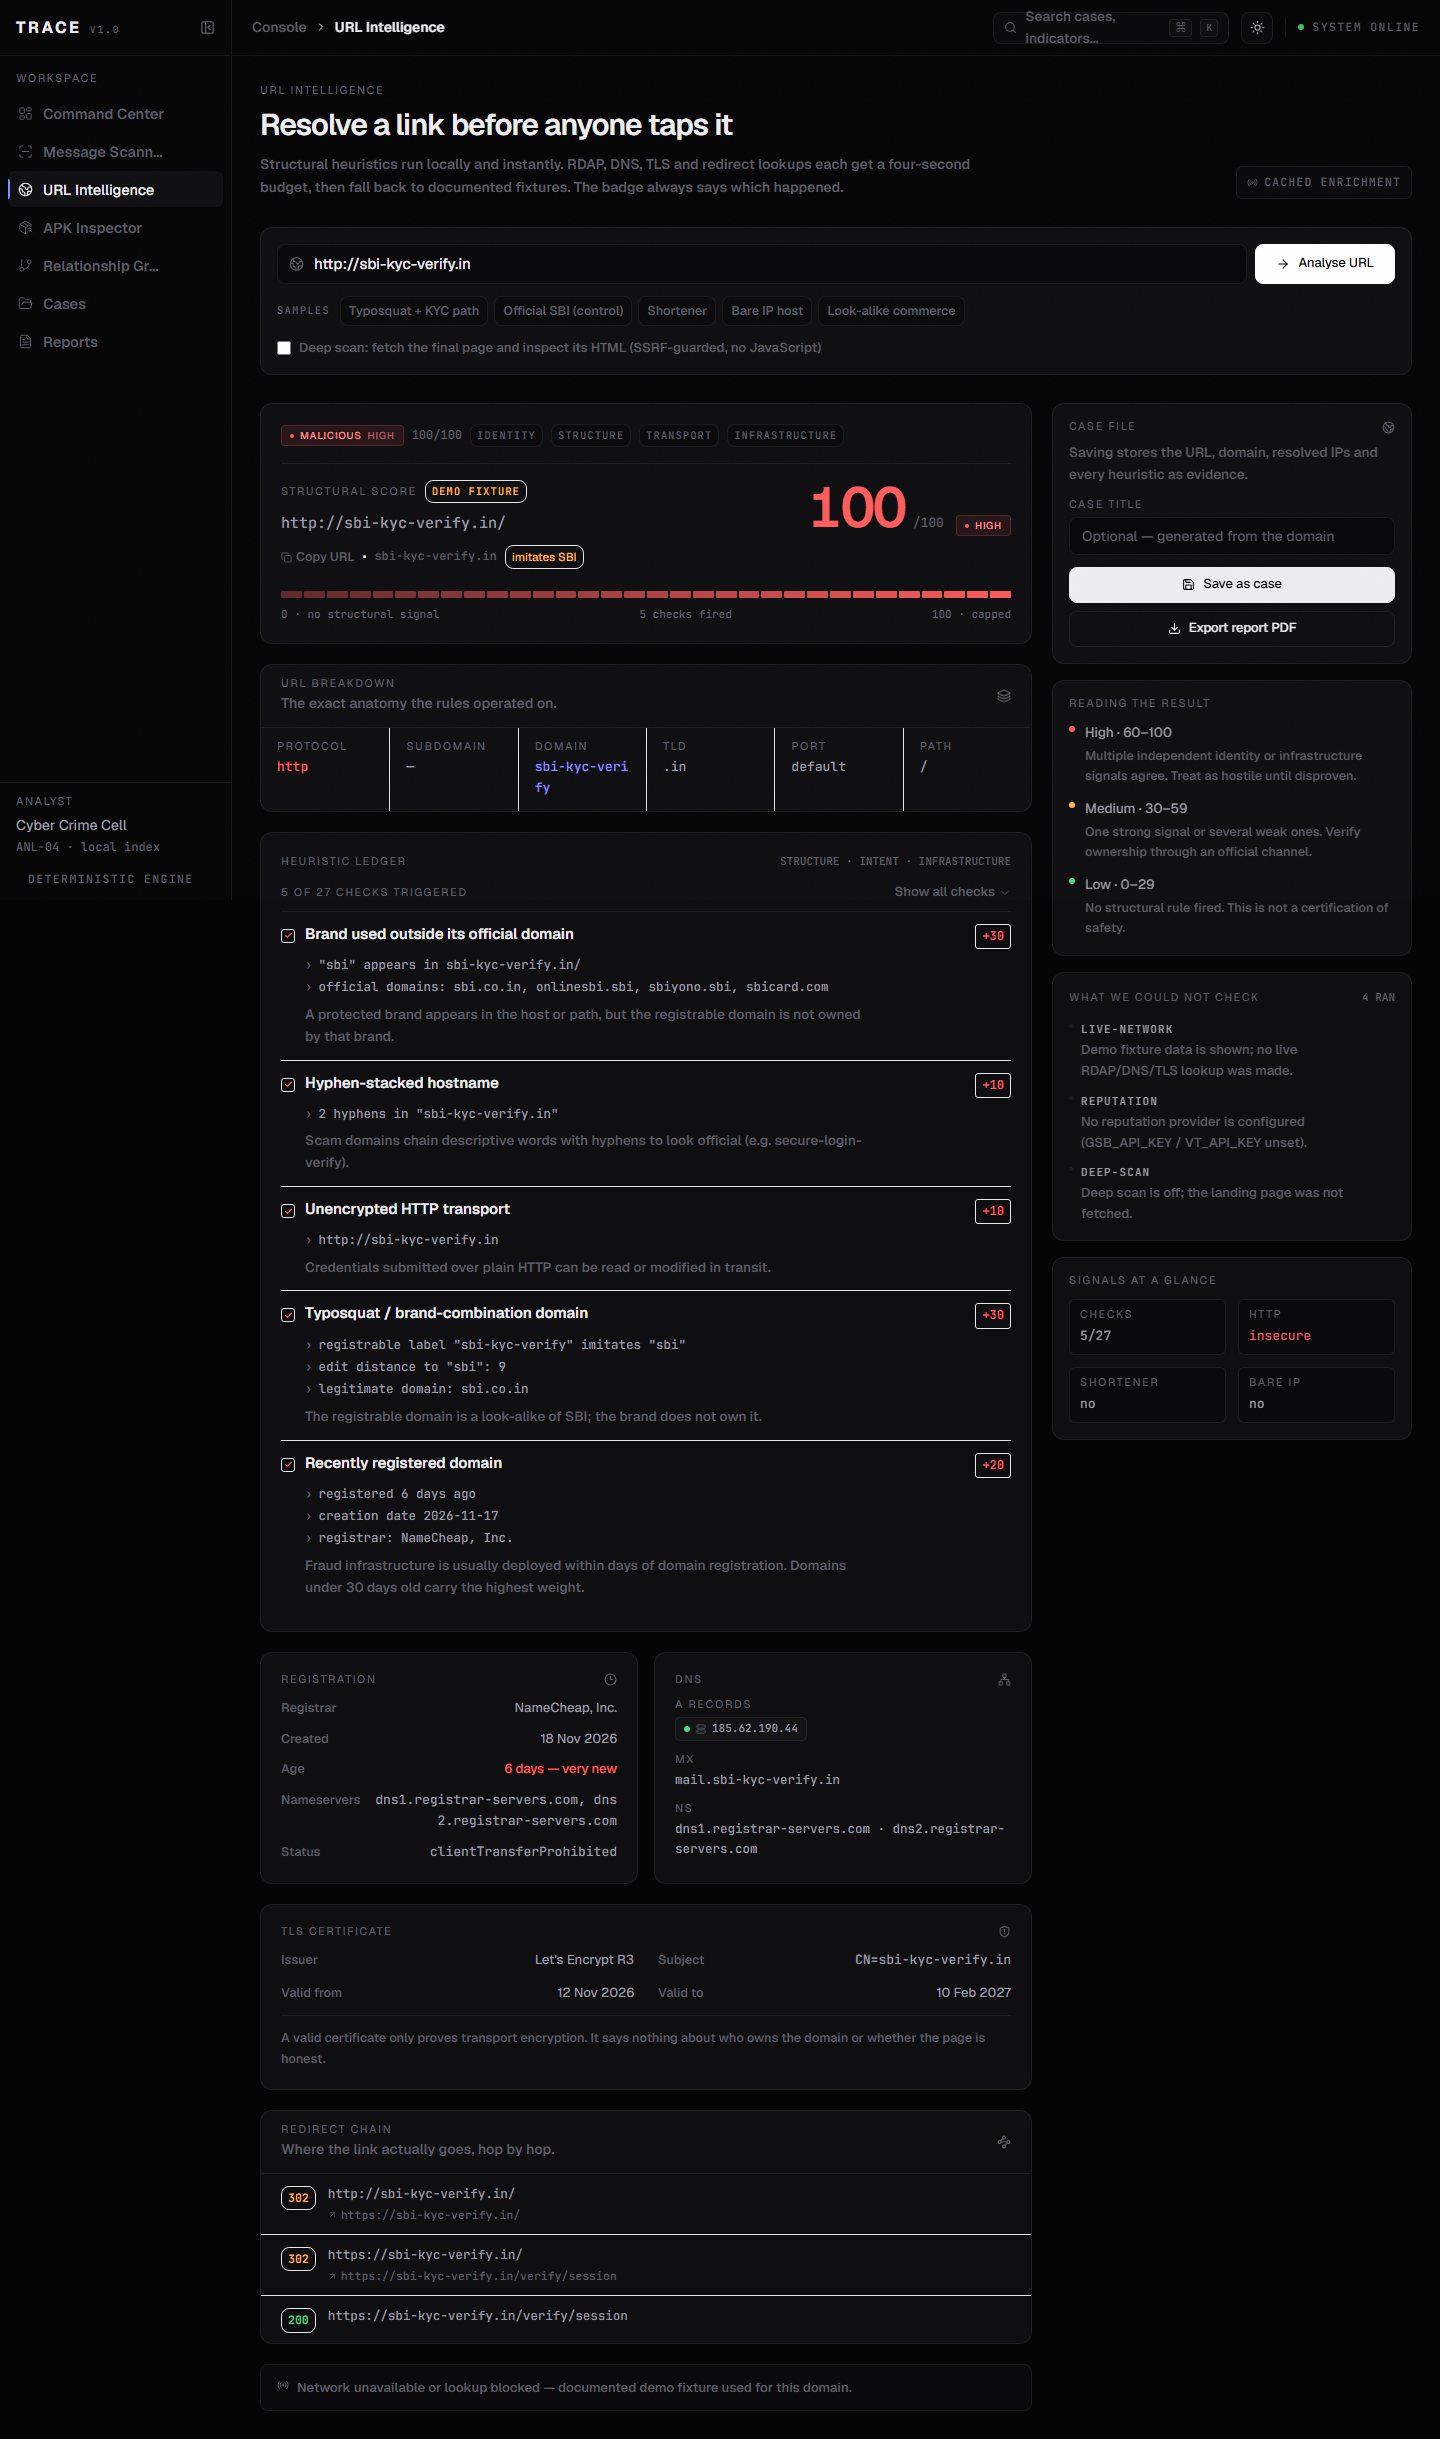 TRACE V1.0
WORKSPACE
Command Center
Message Scann...
URL Intelligence
APK Inspector
Relationship Gr...
Cases
Reports
ANALYST
Cyber Crime Cell
ANL-04 · local index
DETERMINISTIC ENGINE
Console > URL Intelligence
Search cases, indicators...
⌘ K
SYSTEM ONLINE
URL INTELLIGENCE
Resolve a link before anyone taps it
Structural heuristics run locally and instantly. RDAP, DNS, TLS and redirect lookups each get a four-second
budget, then fall back to documented fixtures. The badge always says which happened.
CACHED ENRICHMENT
http://sbi-kyc-verify.in
Analyse URL
SAMPLES Typosquat + KYC path Official SBI (control) Shortener Bare IP host Look-alike commerce
Deep scan: fetch the final page and inspect its HTML (SSRF-guarded, no JavaScript)
MALICIOUS HIGH 100/100 IDENTITY STRUCTURE TRANSPORT INFRASTRUCTURE
STRUCTURAL SCORE DEMO FIXTURE
http://sbi-kyc-verify.in/
100 /100 HIGH
Copy URL • sbi-kyc-verify.in imitates SBI
0 · no structural signal 5 checks fired 100 · capped
URL BREAKDOWN
The exact anatomy the rules operated on.
PROTOCOL
http
SUBDOMAIN
—
DOMAIN
sbi-kyc-veri
fy
TLD
.in
PORT
default
PATH
/
HEURISTIC LEDGER STRUCTURE · INTENT · INFRASTRUCTURE
5 OF 27 CHECKS TRIGGERED Show all checks
Brand used outside its official domain +30
› "sbi" appears in sbi-kyc-verify.in/
› official domains: sbi.co.in, onlinesbi.sbi, sbiyono.sbi, sbicard.com
A protected brand appears in the host or path, but the registrable domain is not owned
by that brand.
Hyphen-stacked hostname +10
› 2 hyphens in "sbi-kyc-verify.in"
Scam domains chain descriptive words with hyphens to look official (e.g. secure-login-
verify).
Unencrypted HTTP transport +10
› http://sbi-kyc-verify.in
Credentials submitted over plain HTTP can be read or modified in transit.
Typosquat / brand-combination domain +30
› registrable label "sbi-kyc-verify" imitates "sbi"
› edit distance to "sbi": 9
› legitimate domain: sbi.co.in
The registrable domain is a look-alike of SBI; the brand does not own it.
Recently registered domain +20
› registered 6 days ago
› creation date 2026-11-17
› registrar: NameCheap, Inc.
Fraud infrastructure is usually deployed within days of domain registration. Domains
under 30 days old carry the highest weight.
REGISTRATION
Registrar NameCheap, Inc.
Created 18 Nov 2026
Age 6 days — very new
Nameservers dns1.registrar-servers.com, dns
2.registrar-servers.com
Status clientTransferProhibited
DNS
A RECORDS
185.62.190.44
MX
mail.sbi-kyc-verify.in
NS
dns1.registrar-servers.com · dns2.registrar-
servers.com
TLS CERTIFICATE
Issuer Let's Encrypt R3 Subject CN=sbi-kyc-verify.in
Valid from 12 Nov 2026 Valid to 10 Feb 2027
A valid certificate only proves transport encryption. It says nothing about who owns the domain or whether the page is
honest.
REDIRECT CHAIN
Where the link actually goes, hop by hop.
302 http://sbi-kyc-verify.in/
https://sbi-kyc-verify.in/
302 https://sbi-kyc-verify.in/
https://sbi-kyc-verify.in/verify/session
200 https://sbi-kyc-verify.in/verify/session
Network unavailable or lookup blocked — documented demo fixture used for this domain.
CASE FILE
Saving stores the URL, domain, resolved IPs and
every heuristic as evidence.
CASE TITLE
Optional — generated from the domain
Save as case
Export report PDF
READING THE RESULT
High · 60–100
Multiple independent identity or infrastructure
signals agree. Treat as hostile until disproven.
Medium · 30–59
One strong signal or several weak ones. Verify
ownership through an official channel.
Low · 0–29
No structural rule fired. This is not a certification of
safety.
WHAT WE COULD NOT CHECK 4 RAN
LIVE-NETWORK
Demo fixture data is shown; no live
RDAP/DNS/TLS lookup was made.
REPUTATION
No reputation provider is configured
(GSB_API_KEY / VT_API_KEY unset).
DEEP-SCAN
Deep scan is off; the landing page was not
fetched.
SIGNALS AT A GLANCE
CHECKS
5/27
HTTP
insecure
SHORTENER
no
BARE IP
no